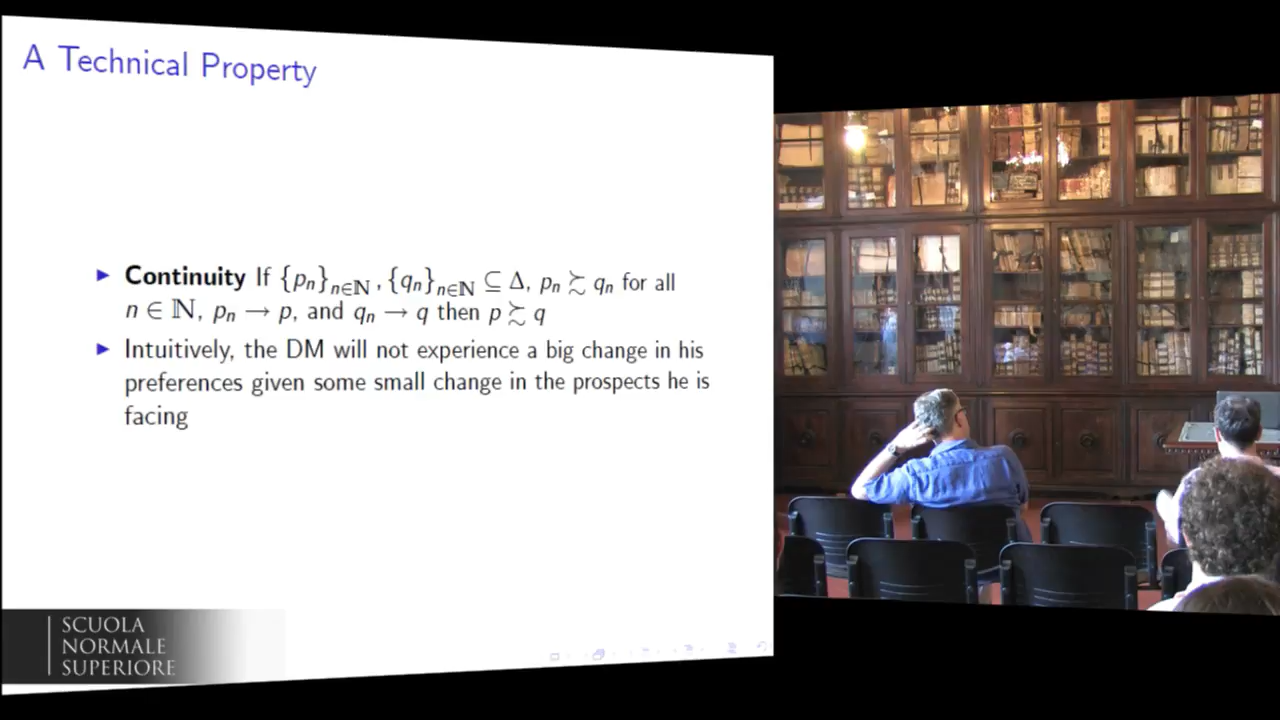 A Technical Property
▶ Continuity If {pₙ}ₙ∈ℕ, {qₙ}ₙ∈ℕ ⊆ Δ, pₙ ≿ qₙ for all
n ∈ ℕ, pₙ → p, and qₙ → q then p ≿ q
▶ Intuitively, the DM will not experience a big change in his
preferences given some small change in the prospects he is
facing
SCUOLA
NORMALE
SUPERIORE